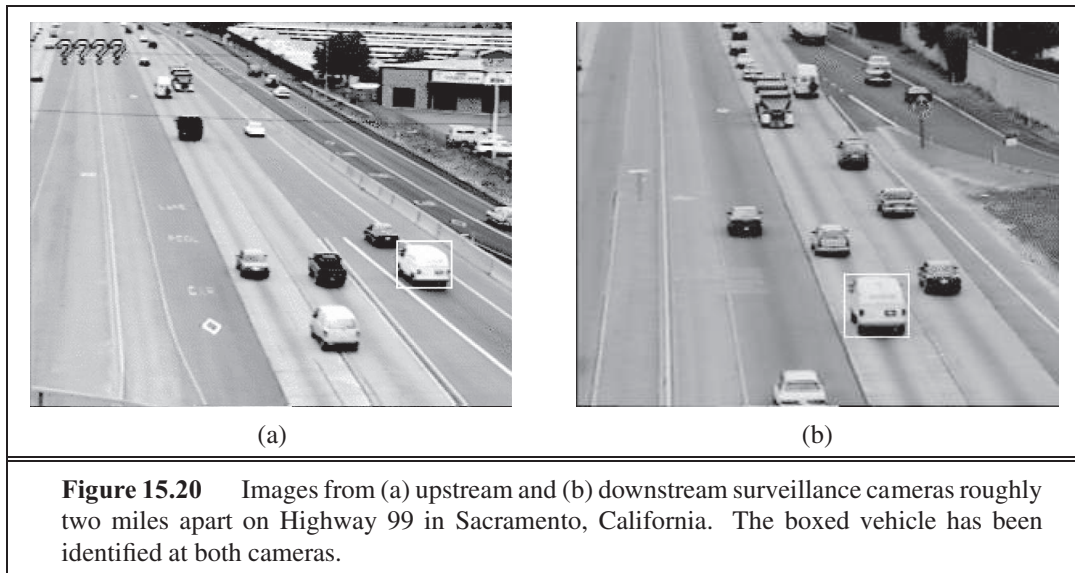 ????
(a)
(b)
Figure 15.20 Images from (a) upstream and (b) downstream surveillance cameras roughly
two miles apart on Highway 99 in Sacramento, California. The boxed vehicle has been
identified at both cameras.